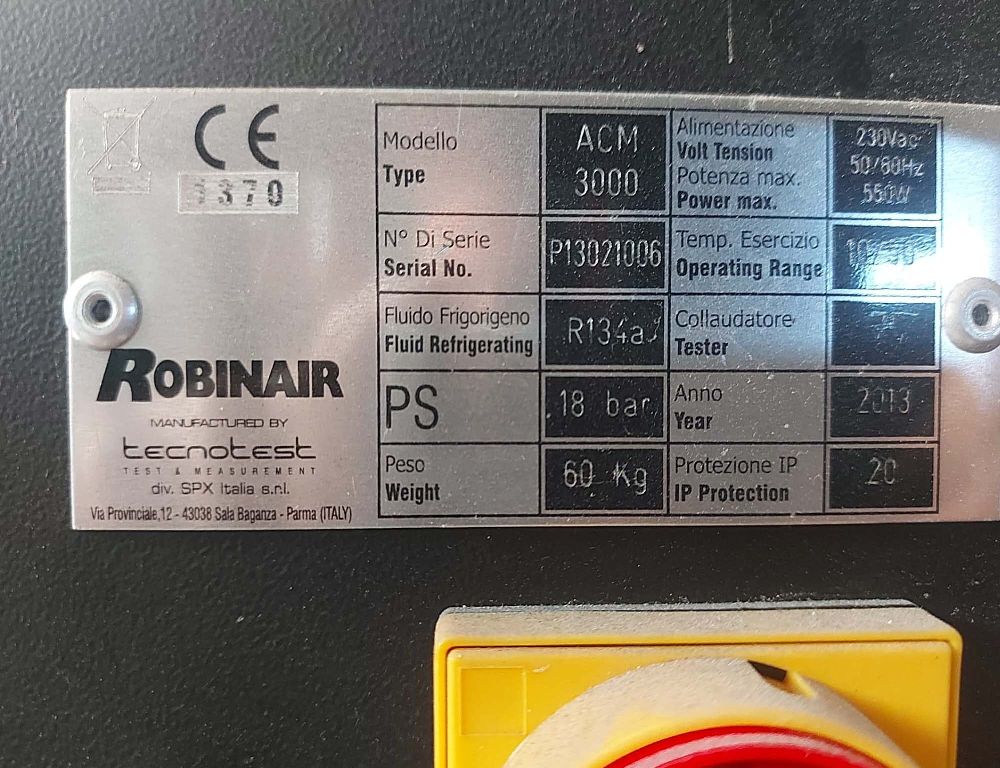 CE
1370
ROBINAIR
MANUFACTURED BY
tecnotest
TEST & MEASUREMENT
div. SPX Italia s.r.l.
Via Provinciale,12 - 43038 Sala Baganza - Parma (ITALY)
Modello
Type
ACM
3000
Alimentazione
Volt Tension
Potenza max.
Power max.
230Vac
50/60Hz
550W
N° Di Serie
Serial No.
P13021006
Temp. Esercizio
Operating Range
Fluido Frigorigeno
Fluid Refrigerating
R134a
Collaudatore
Tester
PS
18 bar
Anno
Year
2013
Peso
Weight
60 Kg
Protezione IP
IP Protection
20